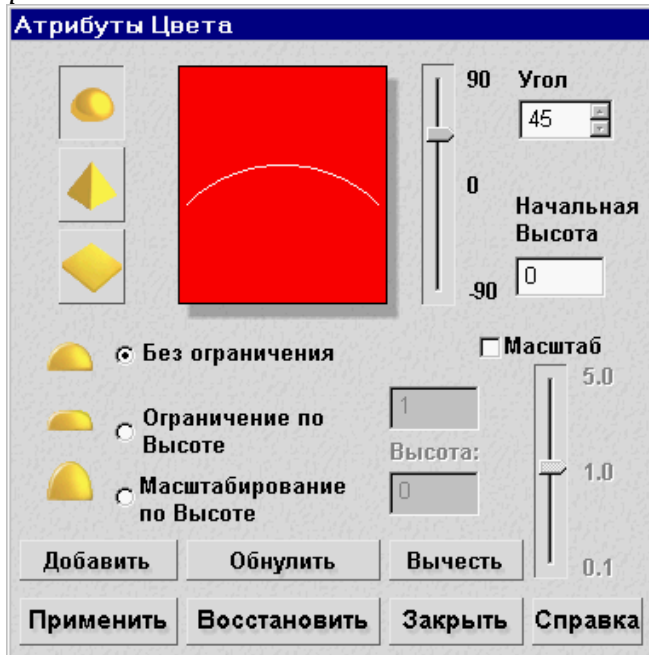 Атрибуты Цвета
90
Угол
45
0
Начальная
Высота
0
-90
Без ограничения
Масштаб
5.0
Ограничение по
Высоте
1
Высота:
1.0
Масштабирование
по Высоте
0
Добавить
Обнулить
Вычесть
0.1
Применить
Восстановить
Закрыть
Справка